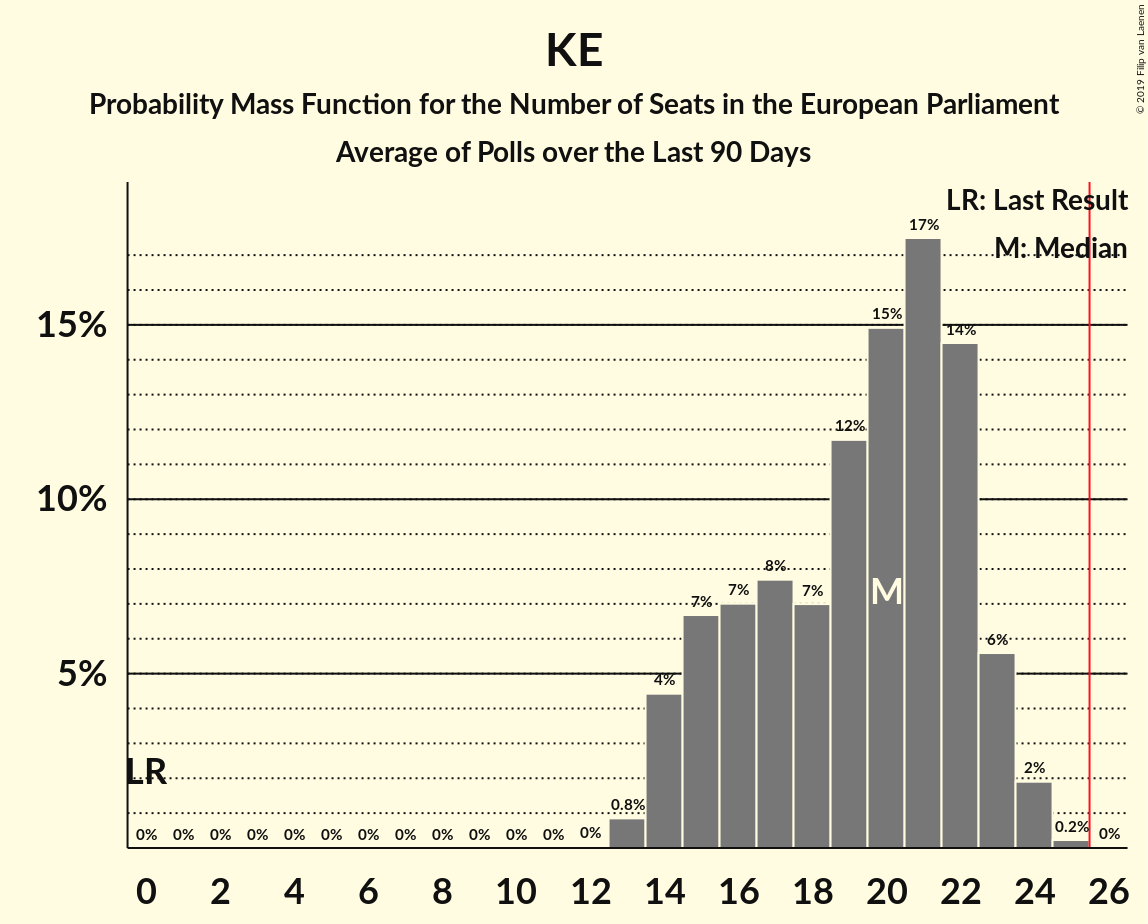 KE
Probability Mass Function for the Number of Seats in the European Parliament
Average of Polls over the Last 90 Days
© 2019 Filip van Laenen
LR: Last Result
M: Median
17%
15%
15%
14%
12%
10%
8%
7%
7%
7%
6%
5%
4%
M
LR
2%
0.8%
0.2%
0% 0% 0% 0% 0% 0% 0% 0% 0% 0% 0% 0% 0% 0%
0 2 4 6 8 10 12 14 16 18 20 22 24 26